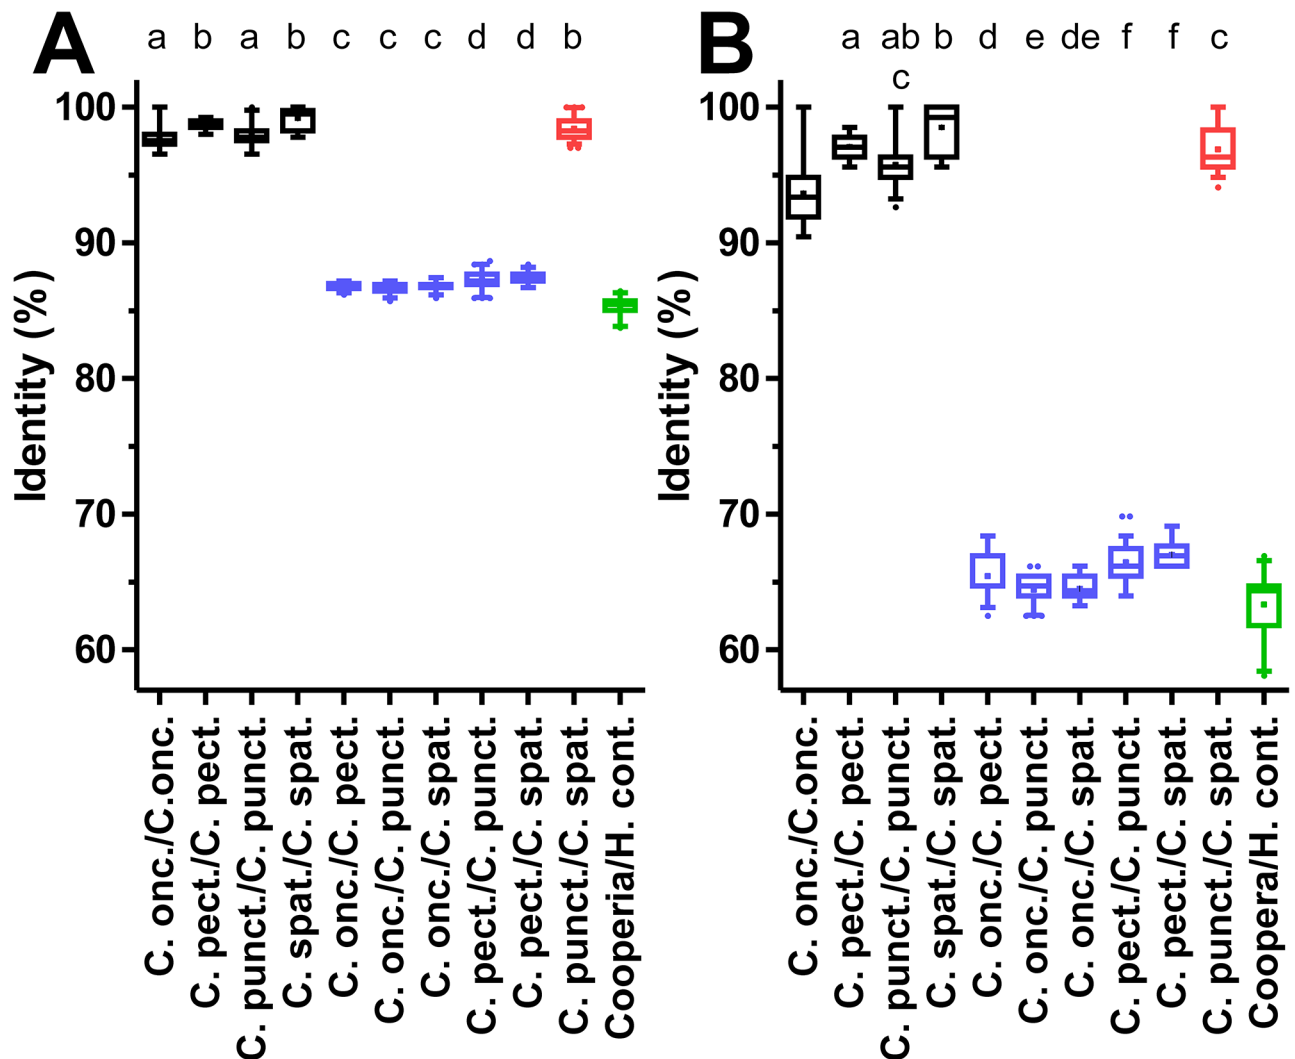 A
a b a b c c c d d b
100
90
80
70
60
Identity (%)
C. onc./C.onc.
C. pect./C. pect.
C. punct./C. punct.
C. spat./C. spat.
C. onc./C. pect.
C. onc./C. punct.
C. onc./C. spat.
C. pect./C. punct.
C. pect./C. spat.
C. punct./C. spat.
Cooperia/H. cont.
B
a ab b d e de f f c
c
100
90
80
70
60
Identity (%)
C. onc./C.onc.
C. pect./C. pect.
C. punct./C. punct.
C. spat./C. spat.
C. onc./C. pect.
C. onc./C. punct.
C. onc./C. spat.
C. pect./C. punct.
C. pect./C. spat.
C. punct./C. spat.
Coopera/H. cont.